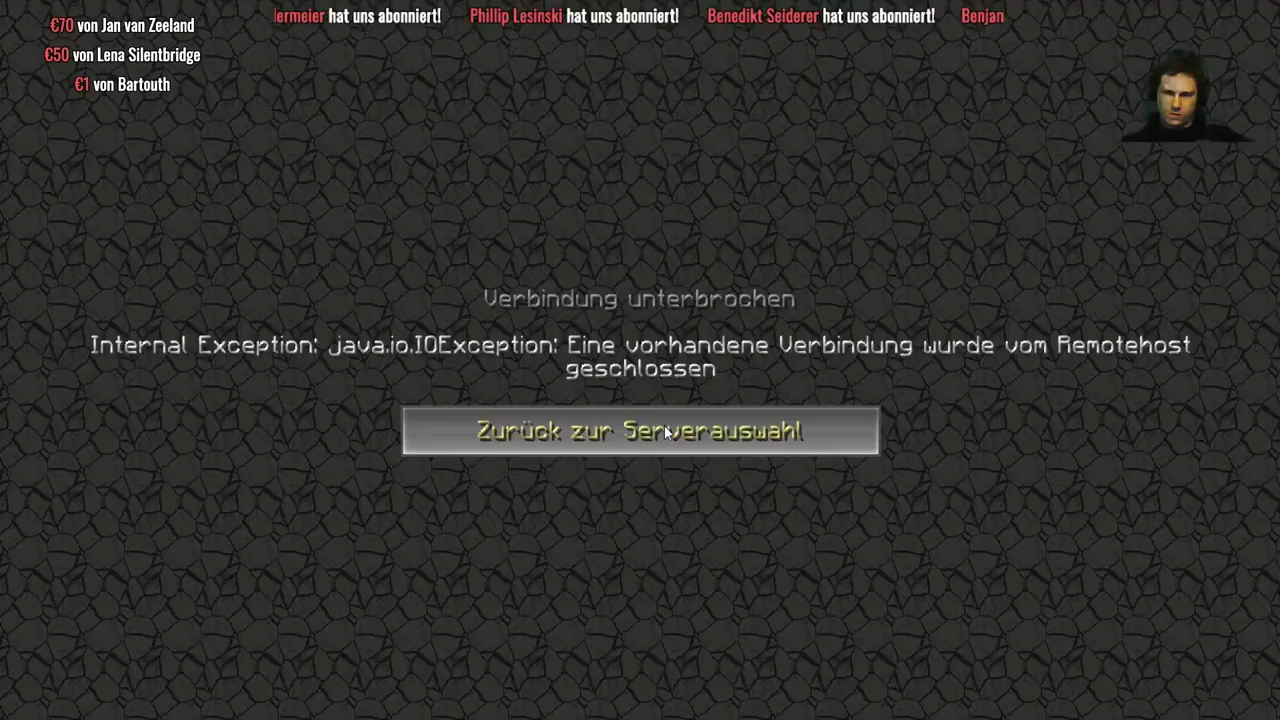 €70 von Jan van Zeeland
€50 von Lena Silentbridge
€1 von Bartouth
lermeier hat uns abonniert! Phillip Lesinski hat uns abonniert! Benedikt Seiderer hat uns abonniert! Benjan
Verbindung unterbrochen
Internal Exception: java.io.IOException: Eine vorhandene Verbindung wurde vom Remotehost
geschlossen
Zurück zur Serverauswahl